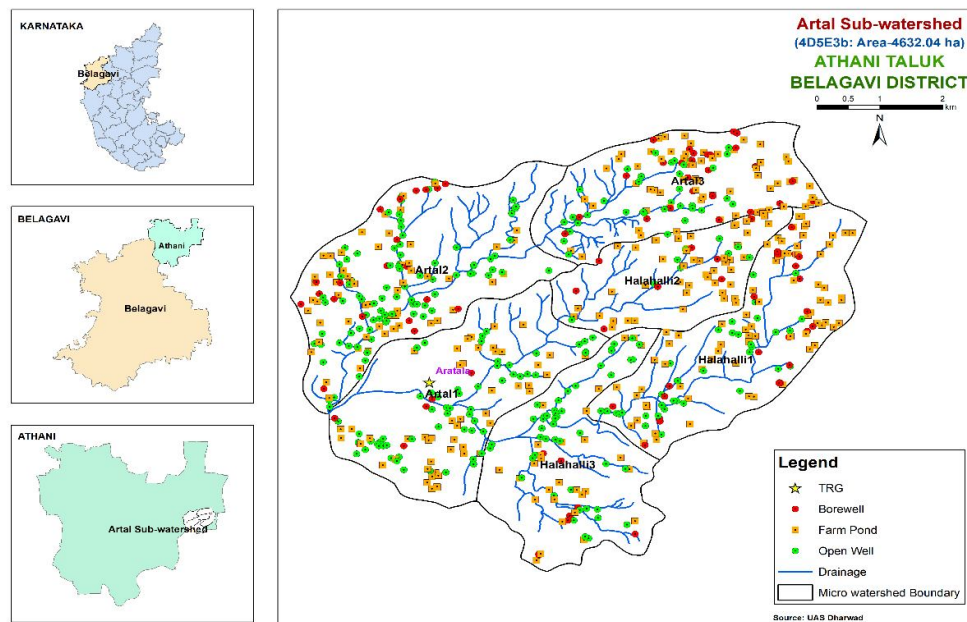 KARNATAKA
Belagavi
BELAGAVI
Athani
Belagavi
ATHANI
Artal Sub-watershed
Artal Sub-watershed
(4D5E3b: Area-4632.04 ha)
ATHANI TALUK
BELAGAVI DISTRICT
0 0.5 1 2
km
N
Artal3
Artal2
Halahalli2
Halahalli1
Aratala
Artal1
Halahalli3
Legend
TRG
Borewell
Farm Pond
Open Well
Drainage
Micro watershed Boundary
Source: UAS Dharwad